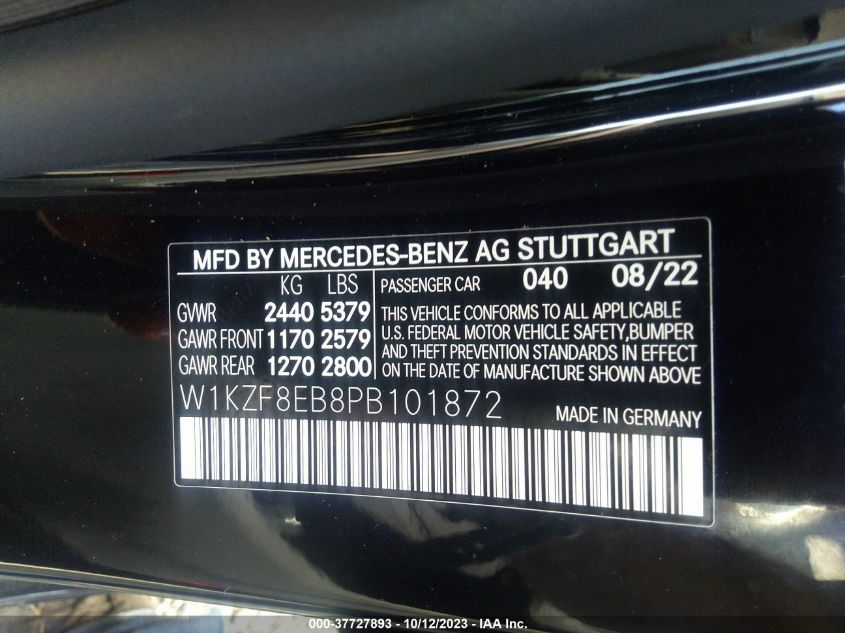 MFD BY MERCEDES-BENZ AG STUTTGART
KG LBS
GVWR 2440 5379
GAWR FRONT 1170 2579
GAWR REAR 1270 2800
PASSENGER CAR 040 08/22
THIS VEHICLE CONFORMS TO ALL APPLICABLE
U.S. FEDERAL MOTOR VEHICLE SAFETY,BUMPER
AND THEFT PREVENTION STANDARDS IN EFFECT
ON THE DATE OF MANUFACTURE SHOWN ABOVE
W1KZF8EB8PB101872
MADE IN GERMANY
000-37727893 - 10/12/2023 - IAA Inc.